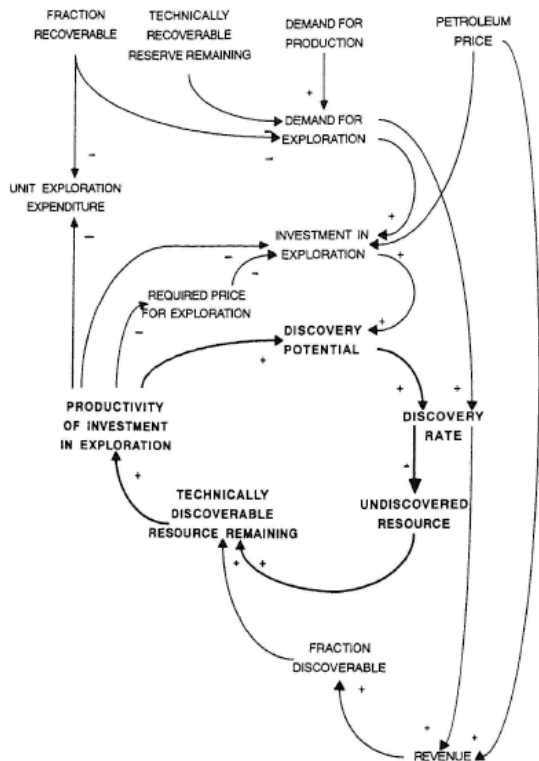 FRACTION
RECOVERABLE
TECHNICALLY
RECOVERABLE
RESERVE REMAINING
DEMAND FOR
PRODUCTION
PETROLEUM
PRICE
+
DEMAND FOR
EXPLORATION
–
–
–
UNIT EXPLORATION
EXPENDITURE
–
+
INVESTMENT IN
EXPLORATION
+
–
–
REQUIRED PRICE
FOR EXPLORATION
–
+
DISCOVERY
POTENTIAL
+
+
+
PRODUCTIVITY
OF INVESTMENT
IN EXPLORATION
DISCOVERY
RATE
+
–
TECHNICALLY
DISCOVERABLE
RESOURCE REMAINING
UNDISCOVERED
RESOURCE
+ +
FRACTION
DISCOVERABLE
+
+
+
REVENUE